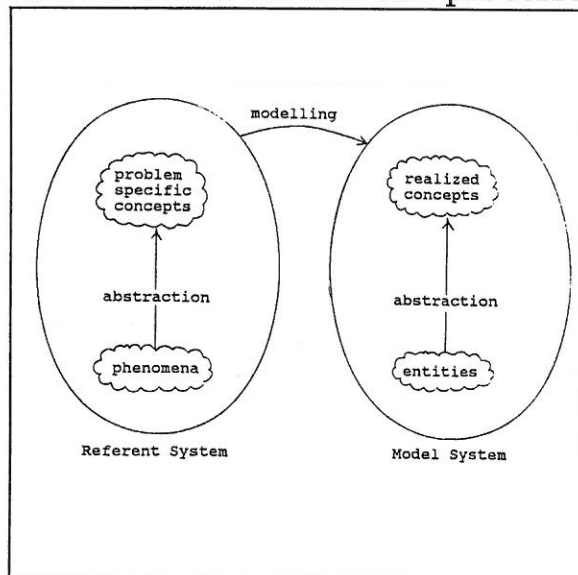 modelling
problem
specific
concepts
realized
concepts
abstraction
abstraction
phenomena
entities
Referent System
Model System